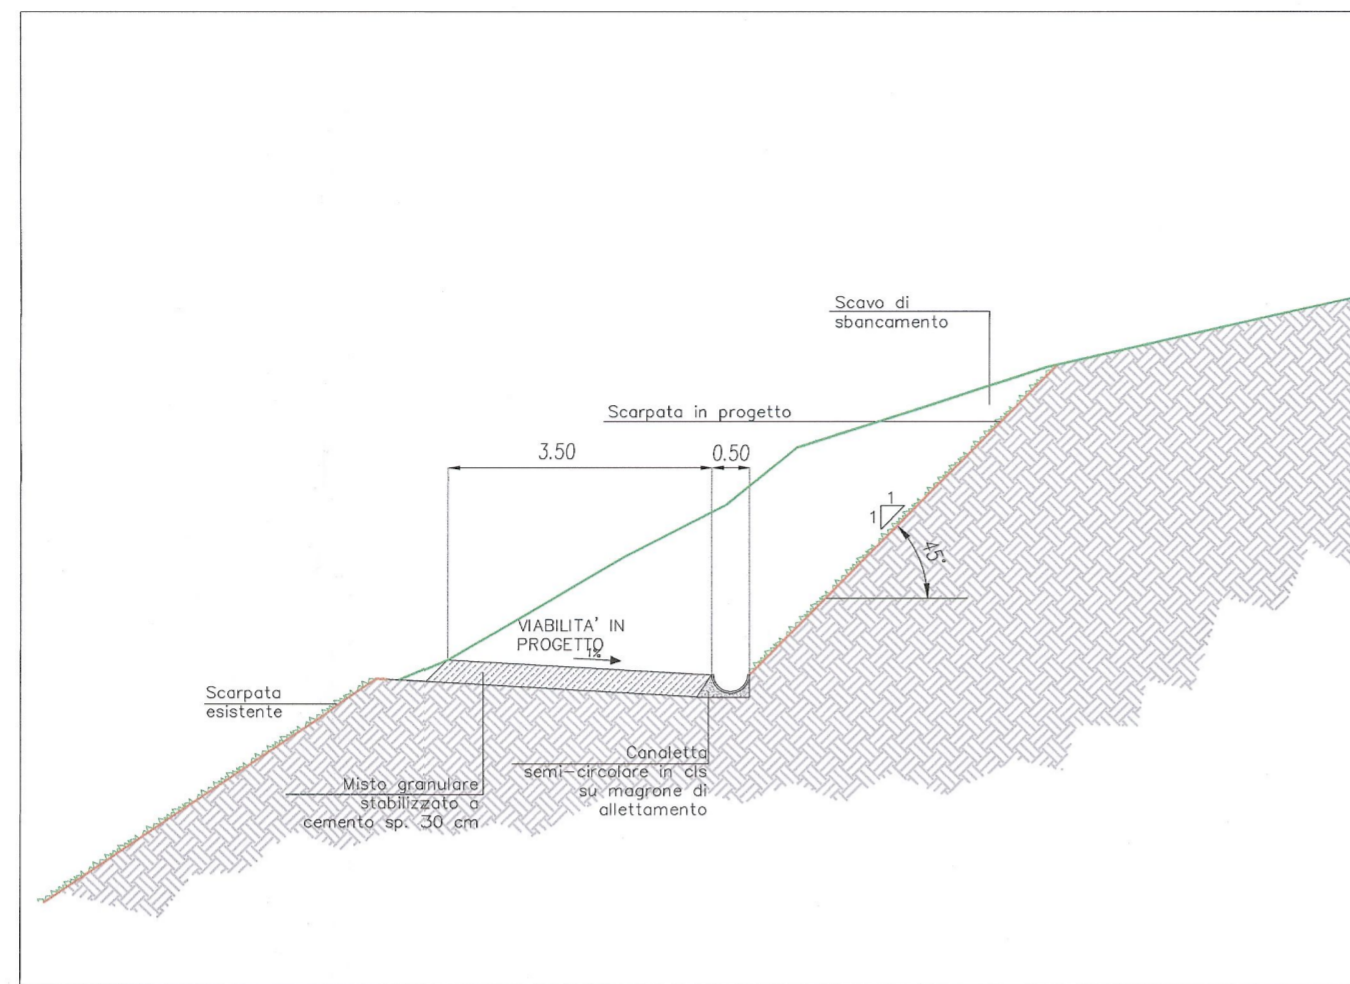 Scavo di
sbancamento
Scarpata in progetto
3.50
0.50
1
1
45°
VIABILITA' IN
PROGETTO
1%
Scarpata
esistente
Canaletta
semi-circolare in cls
su magrone di
allettamento
Misto granulare
stabilizzato a
cemento sp. 30 cm